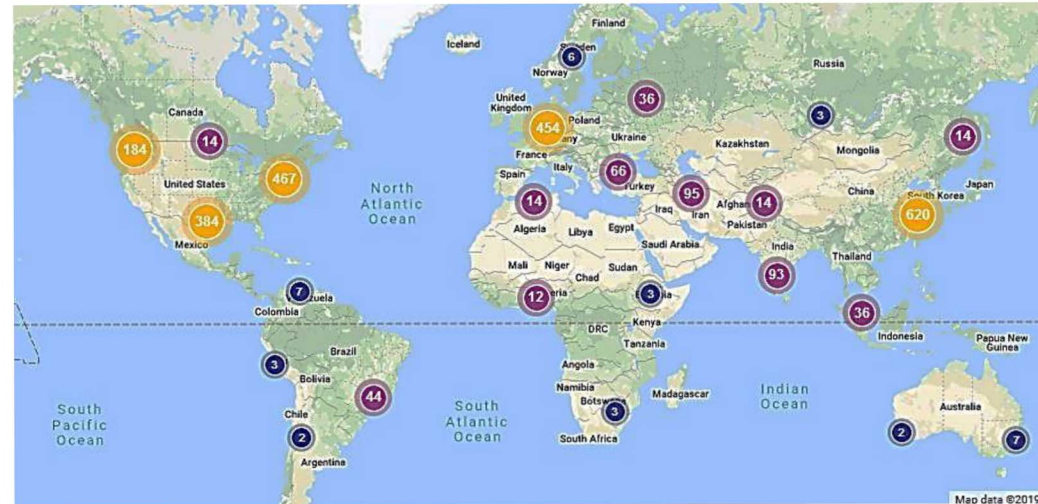 Finland
Iceland
Russia
6
Norway
United
Kingdom
36
3
Canada
Poland
454
Ukraine
184
14
14
Kazakhstan
Mongolia
France
66
467
Italy
Spain
United States
Turkey
95
China
South Korea
Japan
North
Atlantic
Ocean
14
Iraq
Iran
14
384
Algeria
Libya
Egypt
Pakistan
620
Mexico
Saudi Arabia
India
Thailand
Mali
Niger
Chad
Sudan
93
7
12
3
Colombia
Kenya
36
DRC
Indonesia
Papua New
Guinea
Tanzania
Brazil
3
Angola
Bolivia
44
Namibia
Madagascar
Indian
Ocean
South
Pacific
Ocean
South
Atlantic
Ocean
3
Australia
Chile
2
South Africa
2
7
Argentina
Map data ©2019